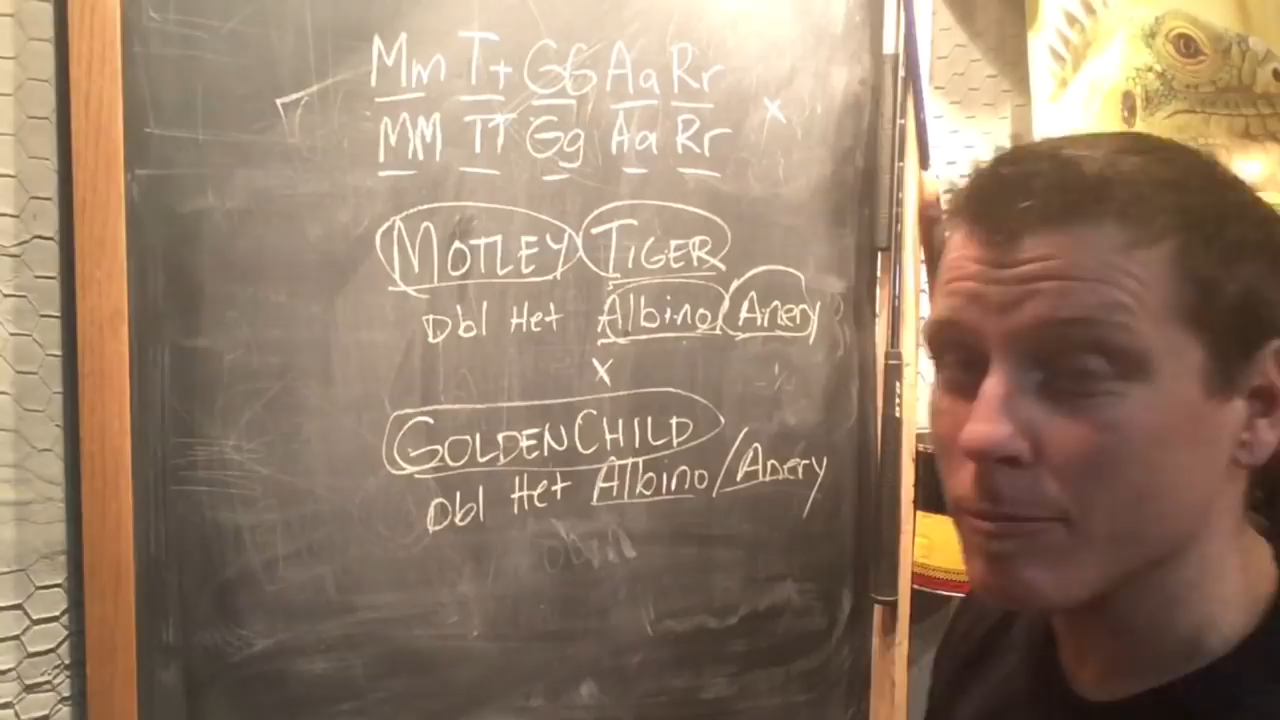 Mm Tt GG Aa Rr
MM TT Gg Aa Rr x
MOTLEY TIGER
Dbl Het Albino/Anery
x
GOLDENCHILD
Dbl Het Albino/Anery